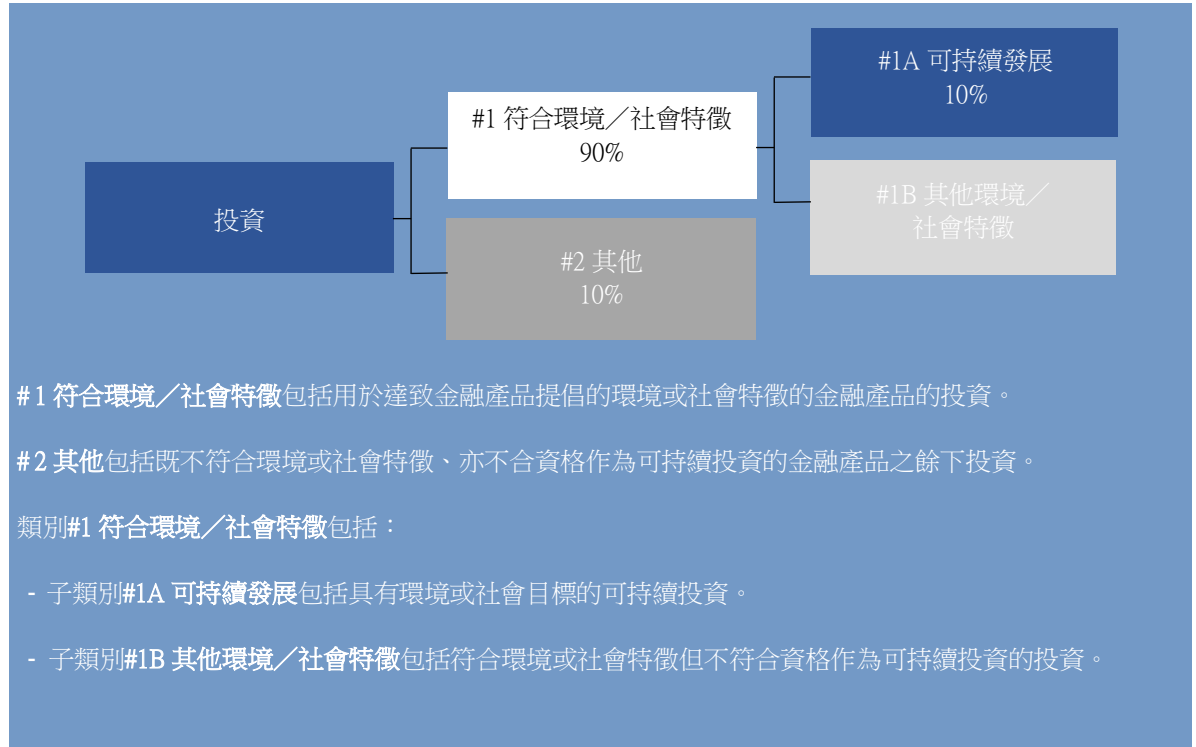 #1A 可持續發展
10%
#1 符合環境／社會特徵
90%
投資
#1B 其他環境／
社會特徵
#2 其他
10%
#1 符合環境／社會特徵包括用於達致金融產品提倡的環境或社會特徵的金融產品的投資。
#2 其他包括既不符合環境或社會特徵、亦不合資格作為可持續投資的金融產品之餘下投資。
類別#1 符合環境／社會特徵包括：
- 子類別#1A 可持續發展包括具有環境或社會目標的可持續投資。
- 子類別#1B 其他環境／社會特徵包括符合環境或社會特徵但不符合資格作為可持續投資的投資。